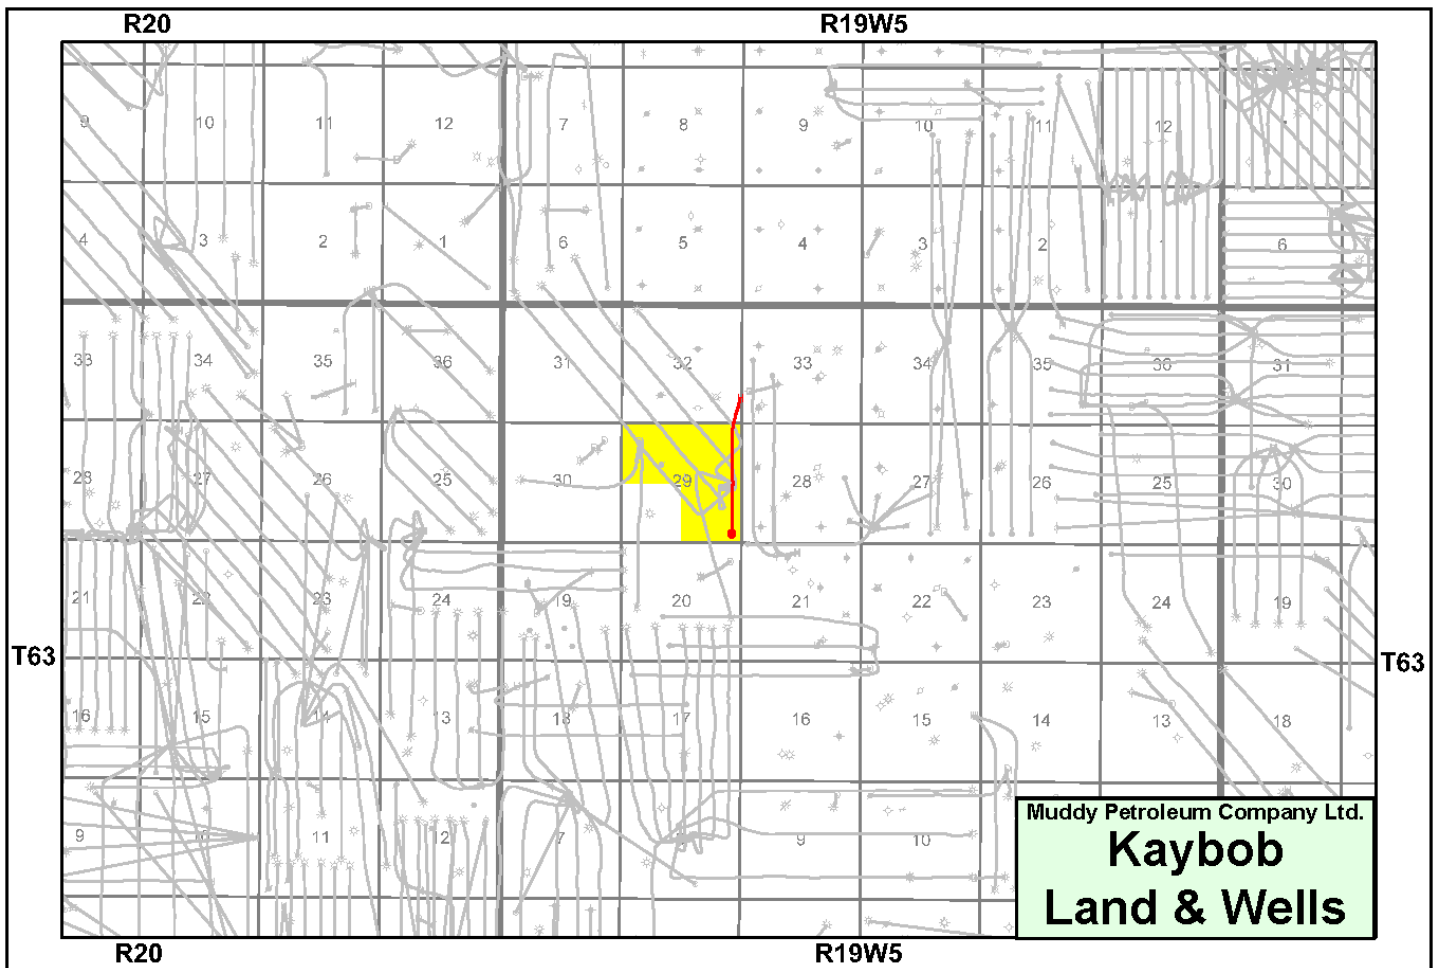 R20 R19W5
9 10 11 12 7 8 9 10 11 12
4 3 2 1 6 5 4 3 2 6
33 34 35 36 31 32 33 34 35 36 31
28 27 26 25 30 29 28 27 26 25 30
21 22 23 24 19 20 21 22 23 24 19
T63 T63
16 15 14 13 18 17 16 15 14 13 18
9 10 11 12 7 9 10
Muddy Petroleum Company Ltd.
Kaybob
Land & Wells
R20 R19W5